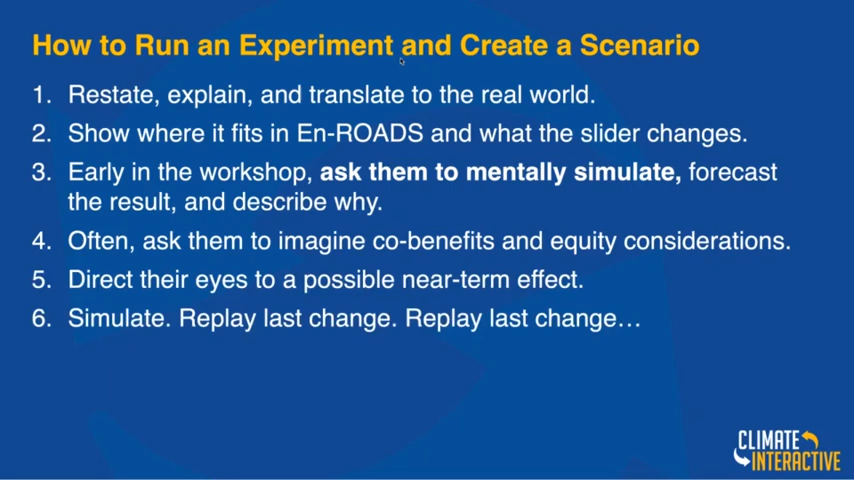 How to Run an Experiment and Create a Scenario
1. Restate, explain, and translate to the real world.
2. Show where it fits in En-ROADS and what the slider changes.
3. Early in the workshop, ask them to mentally simulate, forecast
the result, and describe why.
4. Often, ask them to imagine co-benefits and equity considerations.
5. Direct their eyes to a possible near-term effect.
6. Simulate. Replay last change. Replay last change…
CLIMATE
INTERACTIVE